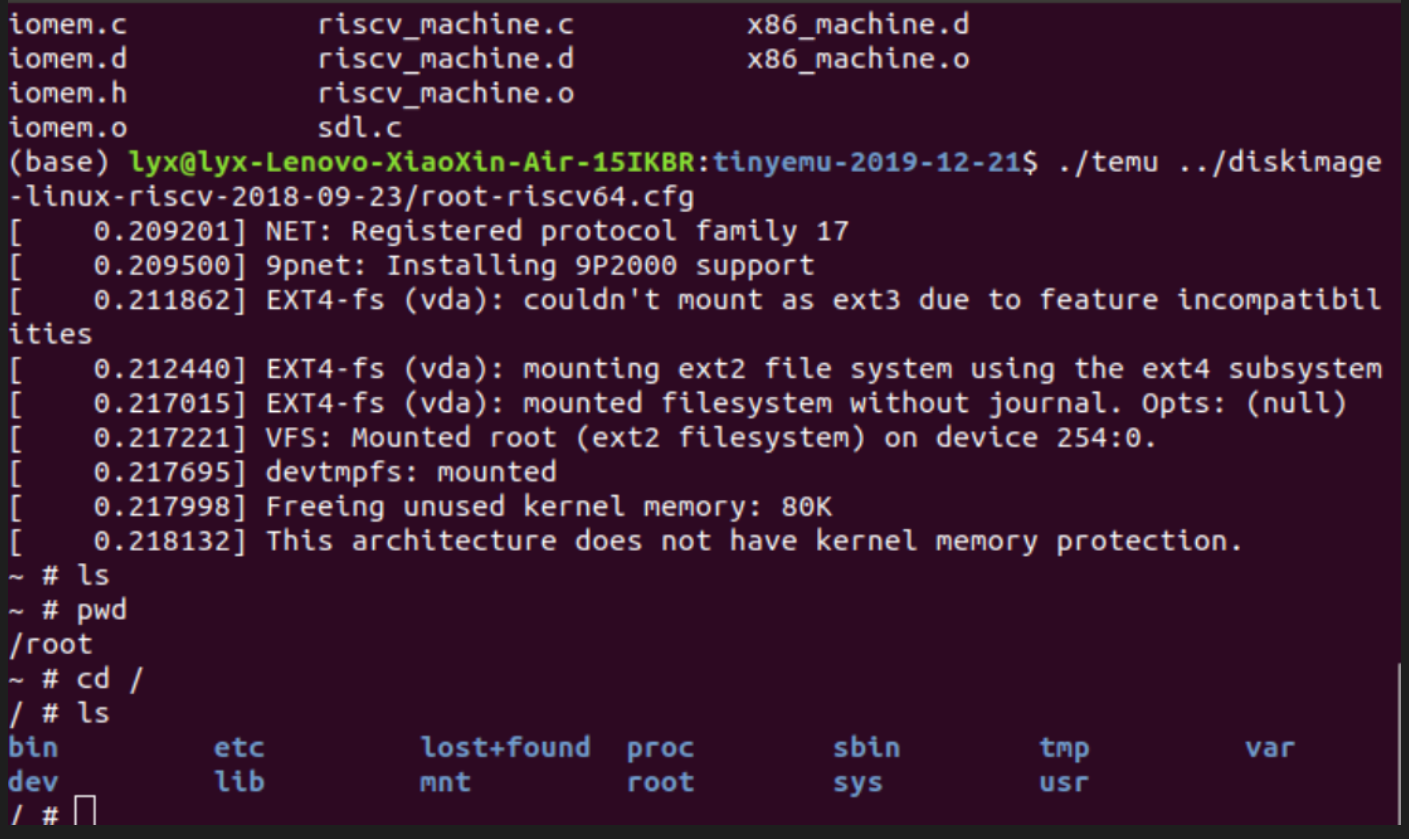 iomem.c riscv_machine.c x86_machine.d
iomem.d riscv_machine.d x86_machine.o
iomem.h riscv_machine.o
iomem.o sdl.c
(base) lyx@lyx-Lenovo-XiaoXin-Air-15IKBR:tinyemu-2019-12-21$ ./temu ../diskimage
-linux-riscv-2018-09-23/root-riscv64.cfg
[    0.209201] NET: Registered protocol family 17
[    0.209500] 9pnet: Installing 9P2000 support
[    0.211862] EXT4-fs (vda): couldn't mount as ext3 due to feature incompatibil
ities
[    0.212440] EXT4-fs (vda): mounting ext2 file system using the ext4 subsystem
[    0.217015] EXT4-fs (vda): mounted filesystem without journal. Opts: (null)
[    0.217221] VFS: Mounted root (ext2 filesystem) on device 254:0.
[    0.217695] devtmpfs: mounted
[    0.217998] Freeing unused kernel memory: 80K
[    0.218132] This architecture does not have kernel memory protection.
~ # ls
~ # pwd
/root
~ # cd /
/ # ls
bin etc lost+found proc sbin tmp var
dev lib mnt root sys usr
/ #